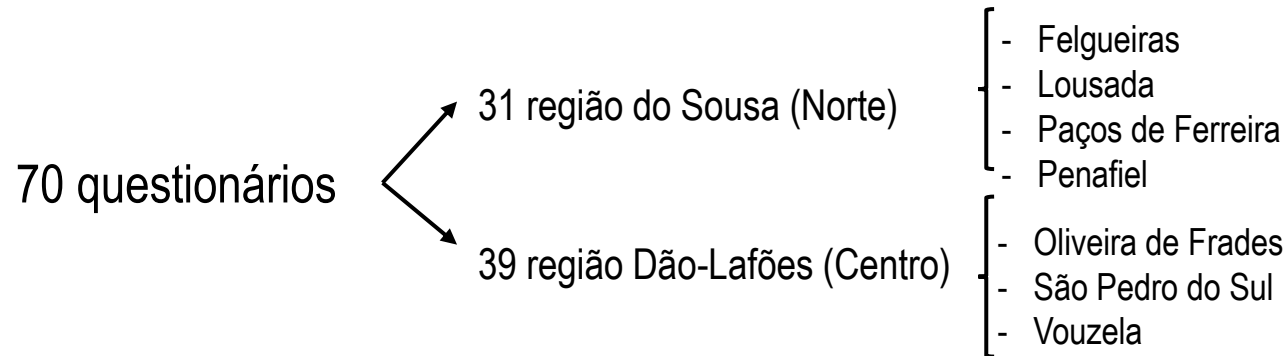 70 questionários
31 região do Sousa (Norte)
- Felgueiras
- Lousada
- Paços de Ferreira
- Penafiel
39 região Dão-Lafões (Centro)
- Oliveira de Frades
- São Pedro do Sul
- Vouzela